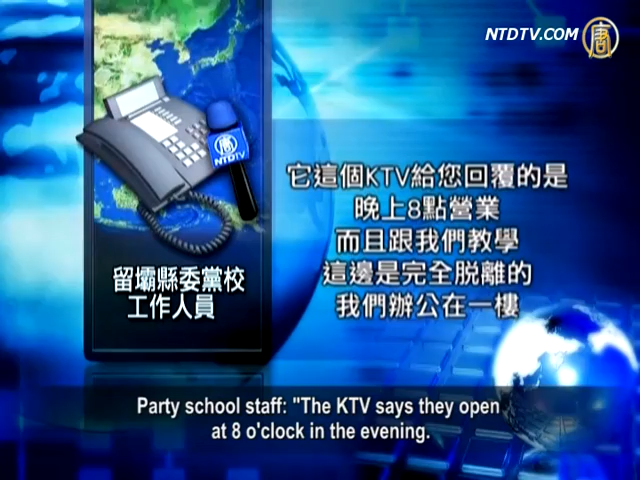 NTDTV.COM
唐
唐
NTDTV
它這個KTV給您回覆的是
晚上8點營業
而且跟我們教學
這邊是完全脫離的
我們辦公在一樓
留壩縣委黨校
工作人員
Party school staff: "The KTV says they open
at 8 o'clock in the evening.